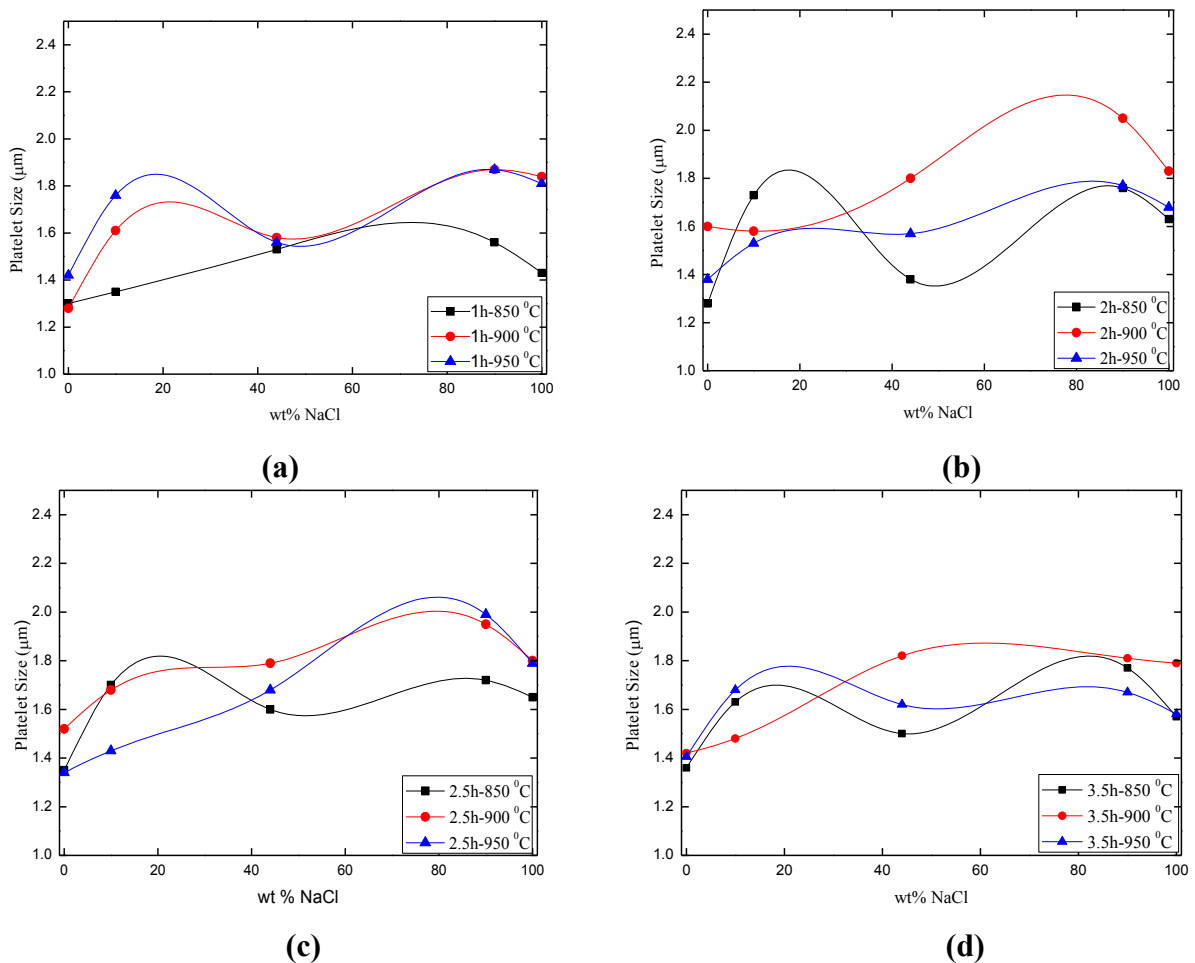 2.4
2.2
2.0
1.8
1.6
1.4
1.2
1.0
Platelet Size (μm)
1h-850 ⁰C
1h-900 ⁰C
1h-950 ⁰C
0 20 40 60 80 100
wt% NaCl
(a)
2.4
2.2
2.0
1.8
1.6
1.4
1.2
1.0
Platelet Size (μm)
2h-850 ⁰C
2h-900 ⁰C
2h-950 ⁰C
0 20 40 60 80 100
wt% NaCl
(b)
2.4
2.2
2.0
1.8
1.6
1.4
1.2
1.0
Platelet Size (μm)
2.5h-850 ⁰C
2.5h-900 ⁰C
2.5h-950 ⁰C
0 20 40 60 80 100
wt % NaCl
(c)
2.4
2.2
2.0
1.8
1.6
1.4
1.2
1.0
Platelet Size (μm)
3.5h-850 ⁰C
3.5h-900 ⁰C
3.5h-950 ⁰C
0 20 40 60 80 100
wt% NaCl
(d)